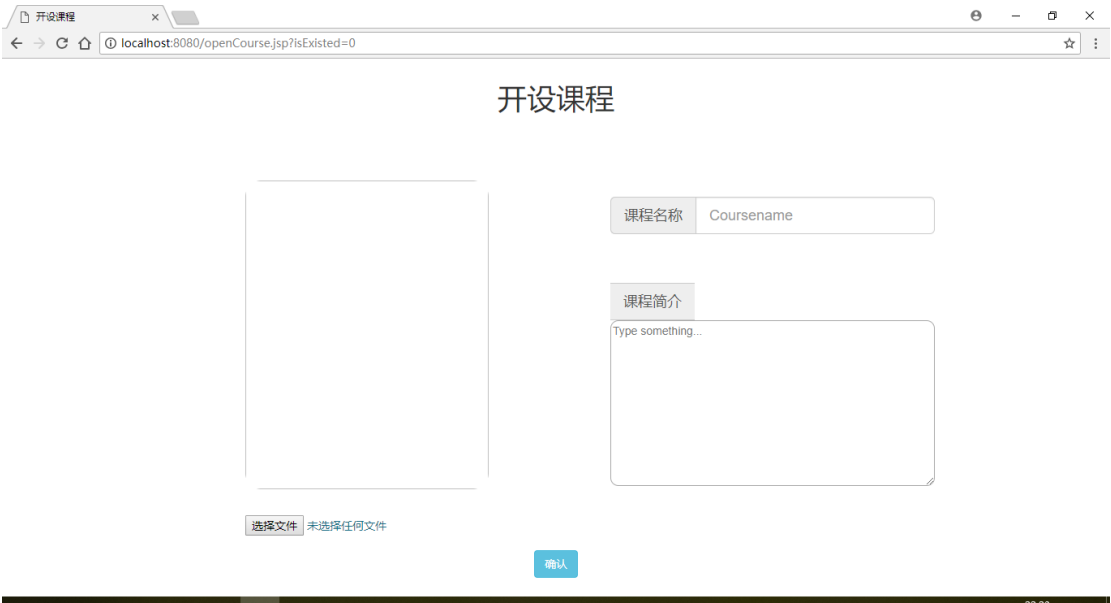 开设课程
localhost:8080/openCourse.jsp?isExisted=0
开设课程
课程名称 Coursename
课程简介
Type something...
选择文件 未选择任何文件
确认